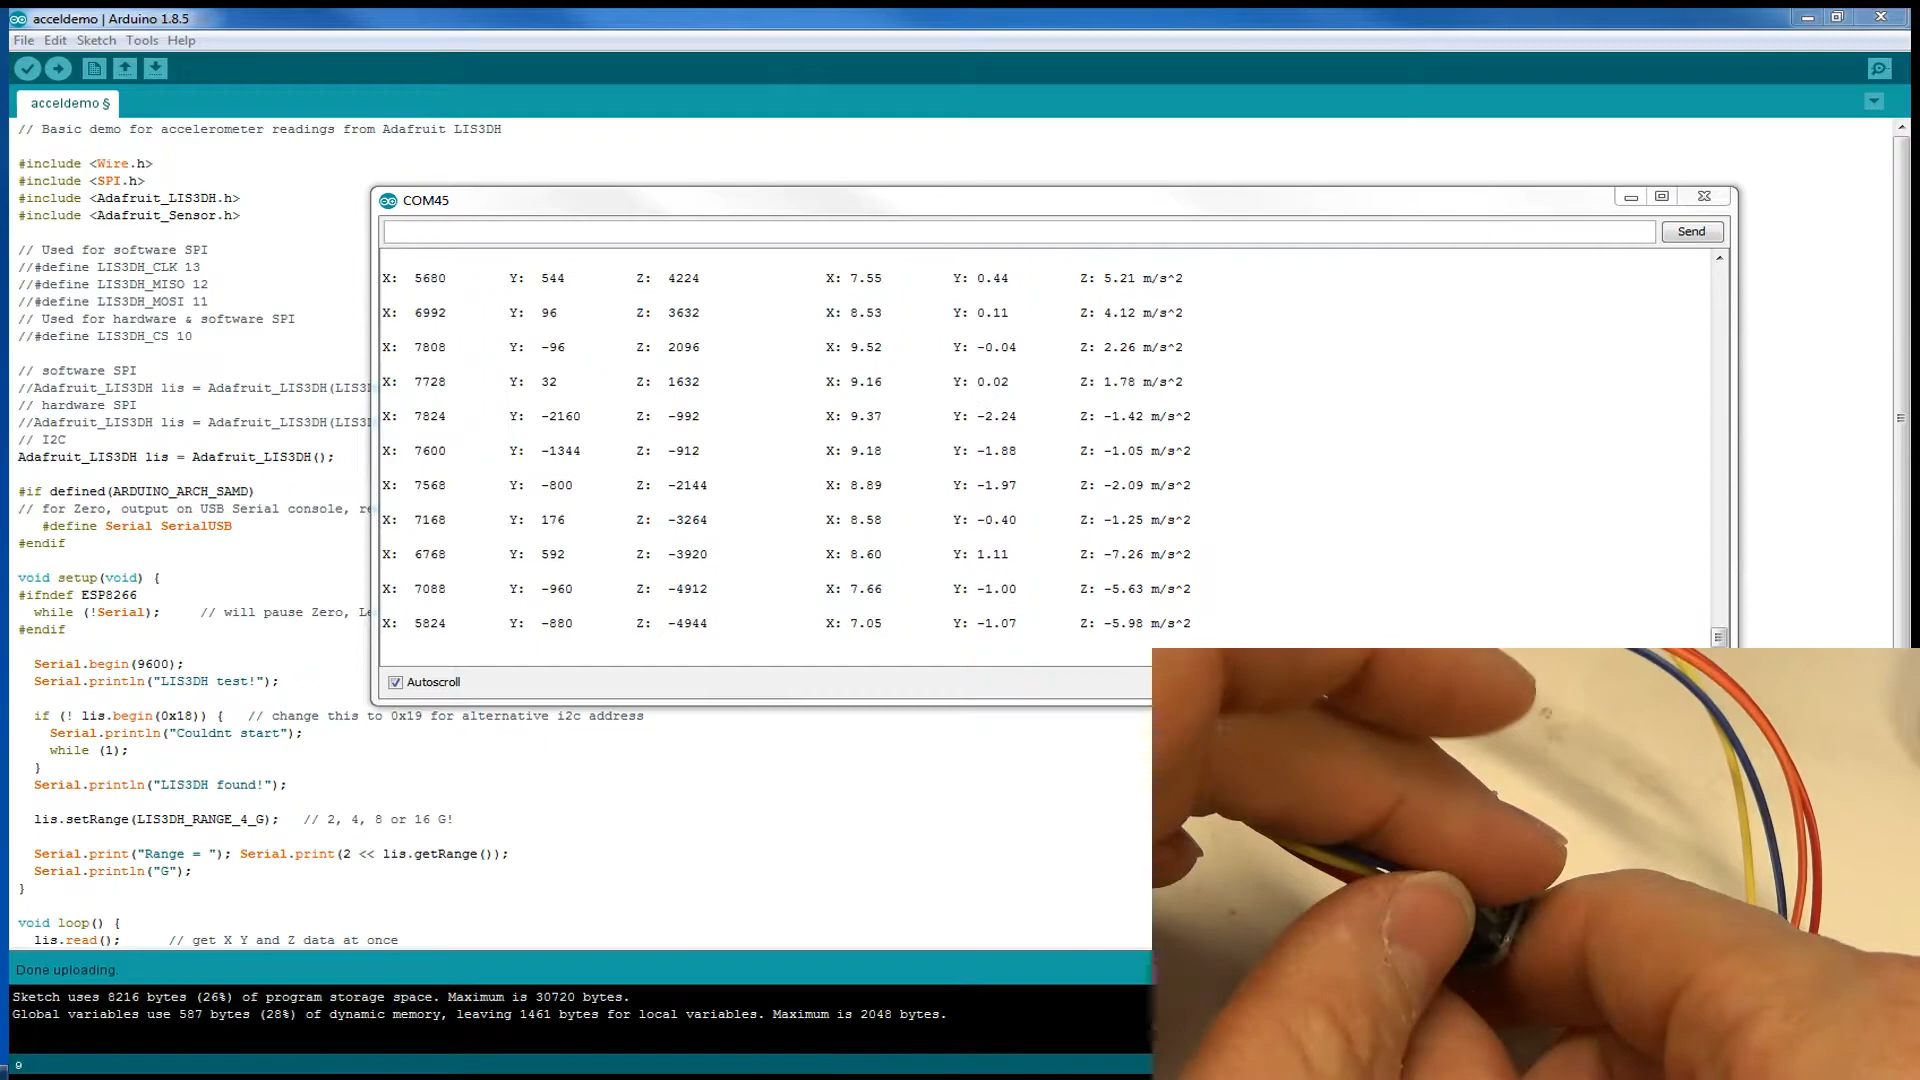 acceldemo | Arduino 1.8.5
File Edit Sketch Tools Help
acceldemo §
// Basic demo for accelerometer readings from Adafruit LIS3DH
#include <Wire.h>
#include <SPI.h>
#include <Adafruit_LIS3DH.h>
#include <Adafruit_Sensor.h>
// Used for software SPI
//#define LIS3DH_CLK 13
//#define LIS3DH_MISO 12
//#define LIS3DH_MOSI 11
// Used for hardware & software SPI
//#define LIS3DH_CS 10
// software SPI
//Adafruit_LIS3DH lis = Adafruit_LIS3DH(LIS3
// hardware SPI
//Adafruit_LIS3DH lis = Adafruit_LIS3DH(LIS3
// I2C
Adafruit_LIS3DH lis = Adafruit_LIS3DH();
#if defined(ARDUINO_ARCH_SAMD)
// for Zero, output on USB Serial console, re
#define Serial SerialUSB
#endif
void setup(void) {
#ifndef ESP8266
while (!Serial); // will pause Zero, Le
#endif
Serial.begin(9600);
Serial.println("LIS3DH test!");
if (! lis.begin(0x18)) { // change this to 0x19 for alternative i2c address
Serial.println("Couldnt start");
while (1);
}
Serial.println("LIS3DH found!");
lis.setRange(LIS3DH_RANGE_4_G); // 2, 4, 8 or 16 G!
Serial.print("Range = "); Serial.print(2 << lis.getRange());
Serial.println("G");
}
void loop() {
lis.read(); // get X Y and Z data at once
COM45
Send
X: 5680 Y: 544 Z: 4224 X: 7.55 Y: 0.44 Z: 5.21 m/s^2
X: 6992 Y: 96 Z: 3632 X: 8.53 Y: 0.11 Z: 4.12 m/s^2
X: 7808 Y: -96 Z: 2096 X: 9.52 Y: -0.04 Z: 2.26 m/s^2
X: 7728 Y: 32 Z: 1632 X: 9.16 Y: 0.02 Z: 1.78 m/s^2
X: 7824 Y: -2160 Z: -992 X: 9.37 Y: -2.24 Z: -1.42 m/s^2
X: 7600 Y: -1344 Z: -912 X: 9.18 Y: -1.88 Z: -1.05 m/s^2
X: 7568 Y: -800 Z: -2144 X: 8.89 Y: -1.97 Z: -2.09 m/s^2
X: 7168 Y: 176 Z: -3264 X: 8.58 Y: -0.40 Z: -1.25 m/s^2
X: 6768 Y: 592 Z: -3920 X: 8.60 Y: 1.11 Z: -7.26 m/s^2
X: 7088 Y: -960 Z: -4912 X: 7.66 Y: -1.00 Z: -5.63 m/s^2
X: 5824 Y: -880 Z: -4944 X: 7.05 Y: -1.07 Z: -5.98 m/s^2
Autoscroll
Done uploading.
Sketch uses 8216 bytes (26%) of program storage space. Maximum is 30720 bytes.
Global variables use 587 bytes (28%) of dynamic memory, leaving 1461 bytes for local variables. Maximum is 2048 bytes.
9